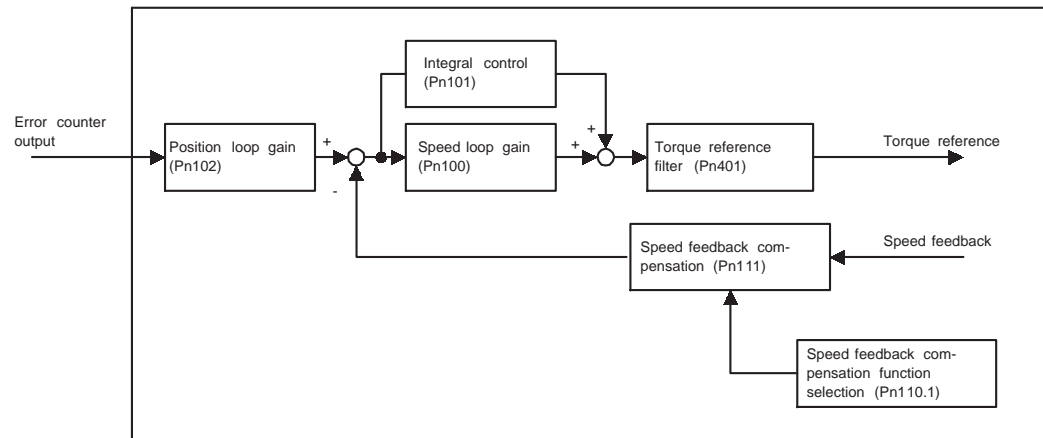 Integral control
(Pn101)
Error counter
output
Position loop gain
(Pn102)
+
-
Speed loop gain
(Pn100)
+
+
Torque reference
filter (Pn401)
Torque reference
Speed feedback com-
pensation (Pn111)
Speed feedback
Speed feedback com-
pensation function
selection (Pn110.1)